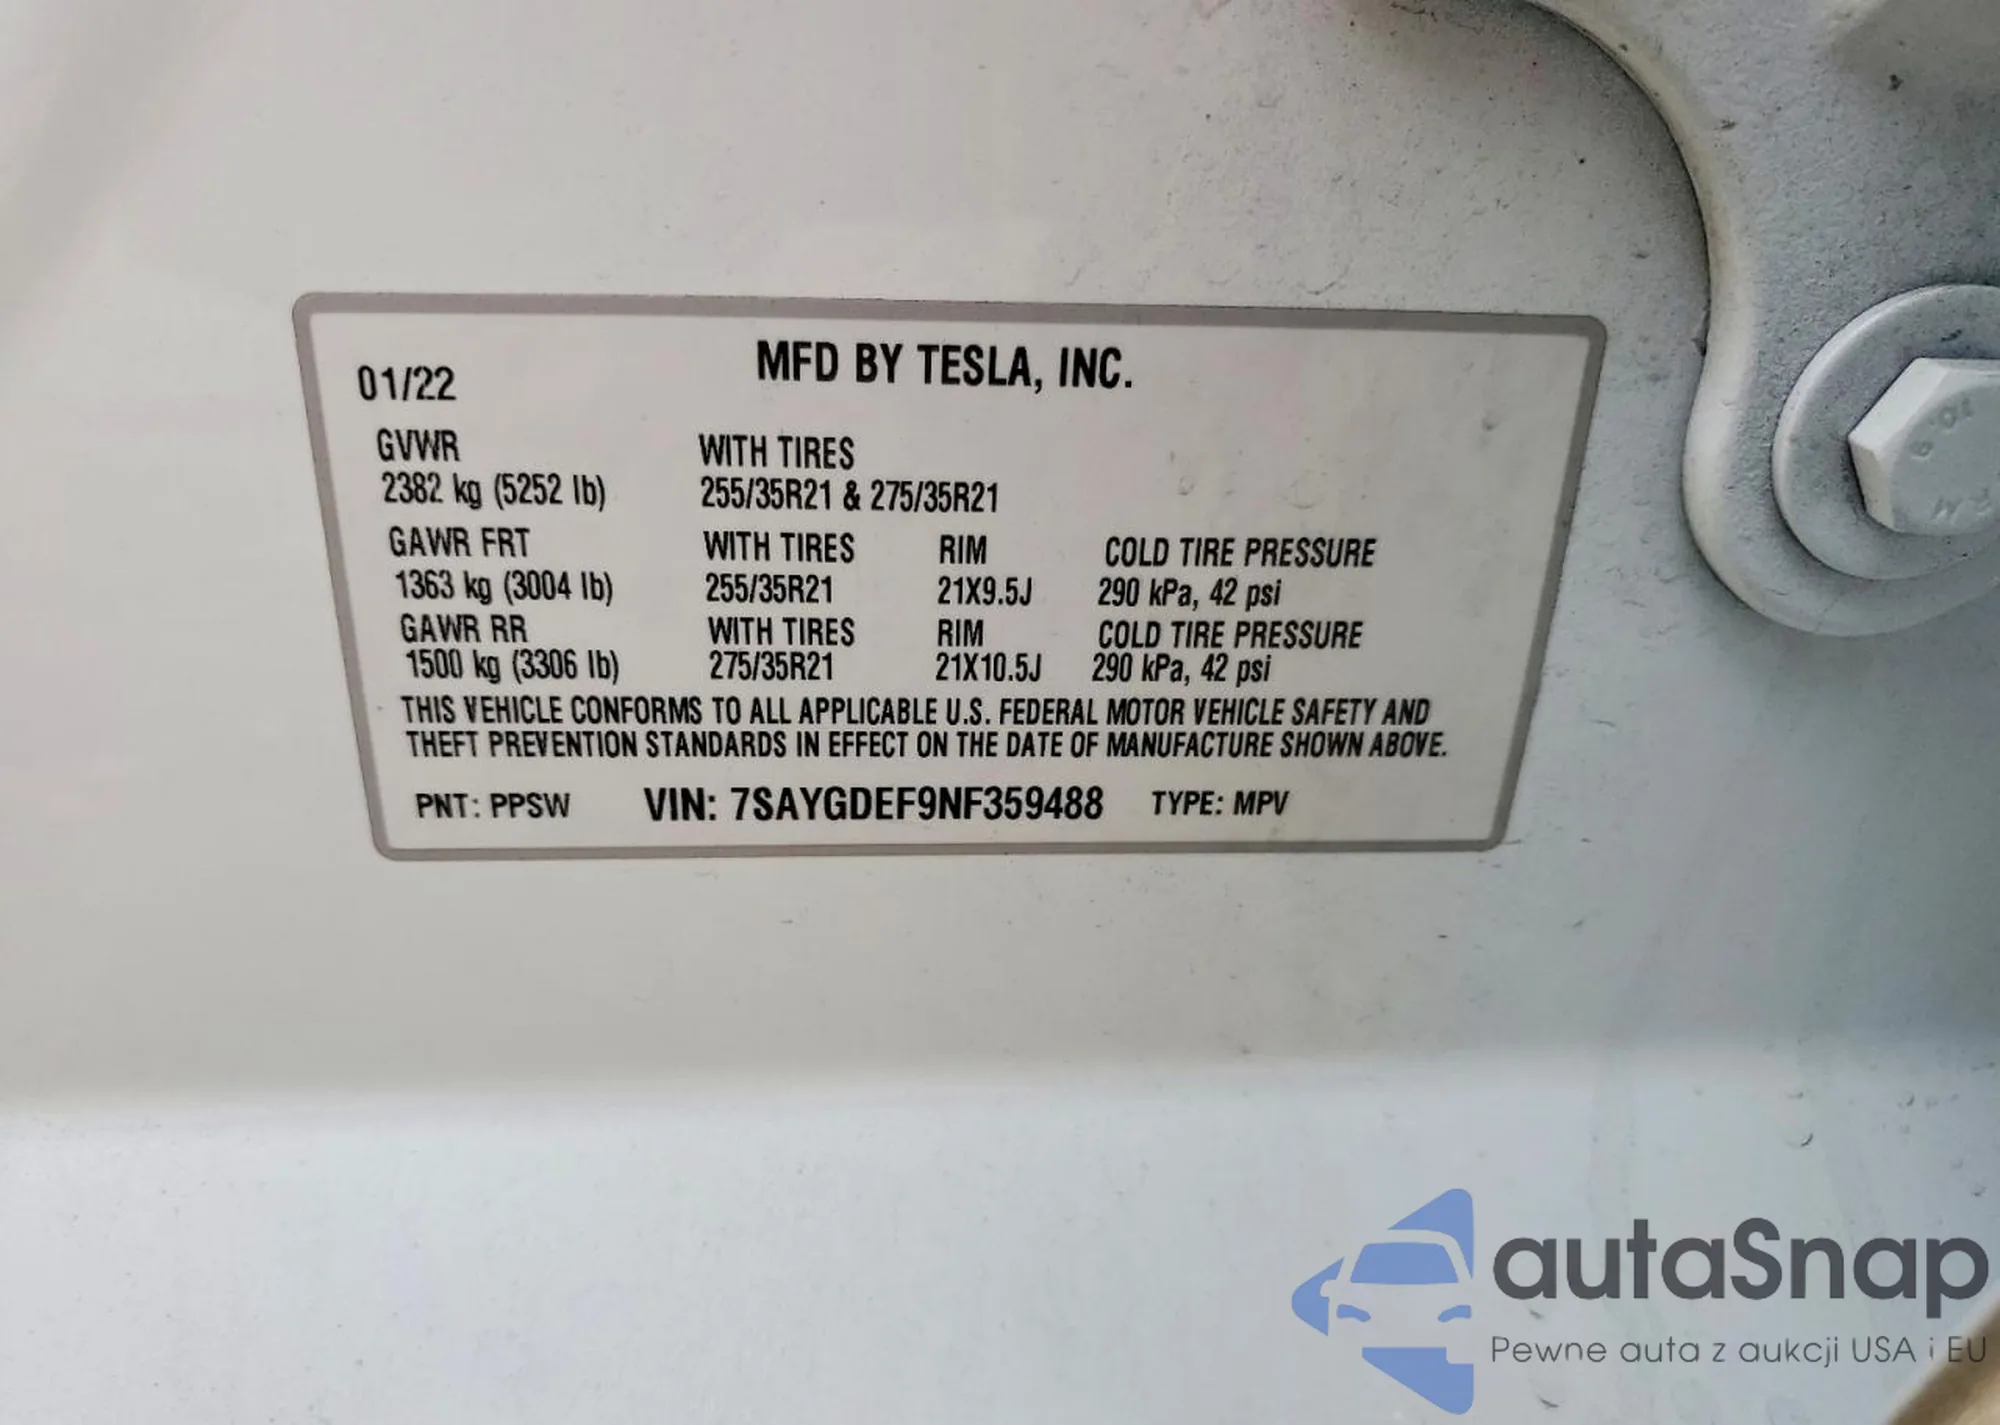 01/22 MFD BY TESLA, INC.
GVWR WITH TIRES
2382 kg (5252 lb) 255/35R21 & 275/35R21
GAWR FRT WITH TIRES RIM COLD TIRE PRESSURE
1363 kg (3004 lb) 255/35R21 21X9.5J 290 kPa, 42 psi
GAWR RR WITH TIRES RIM COLD TIRE PRESSURE
1500 kg (3306 lb) 275/35R21 21X10.5J 290 kPa, 42 psi
THIS VEHICLE CONFORMS TO ALL APPLICABLE U.S. FEDERAL MOTOR VEHICLE SAFETY AND
THEFT PREVENTION STANDARDS IN EFFECT ON THE DATE OF MANUFACTURE SHOWN ABOVE.
PNT: PPSW VIN: 7SAYGDEF9NF359488 TYPE: MPV
autaSnap
Pewne auta z aukcji USA i EU